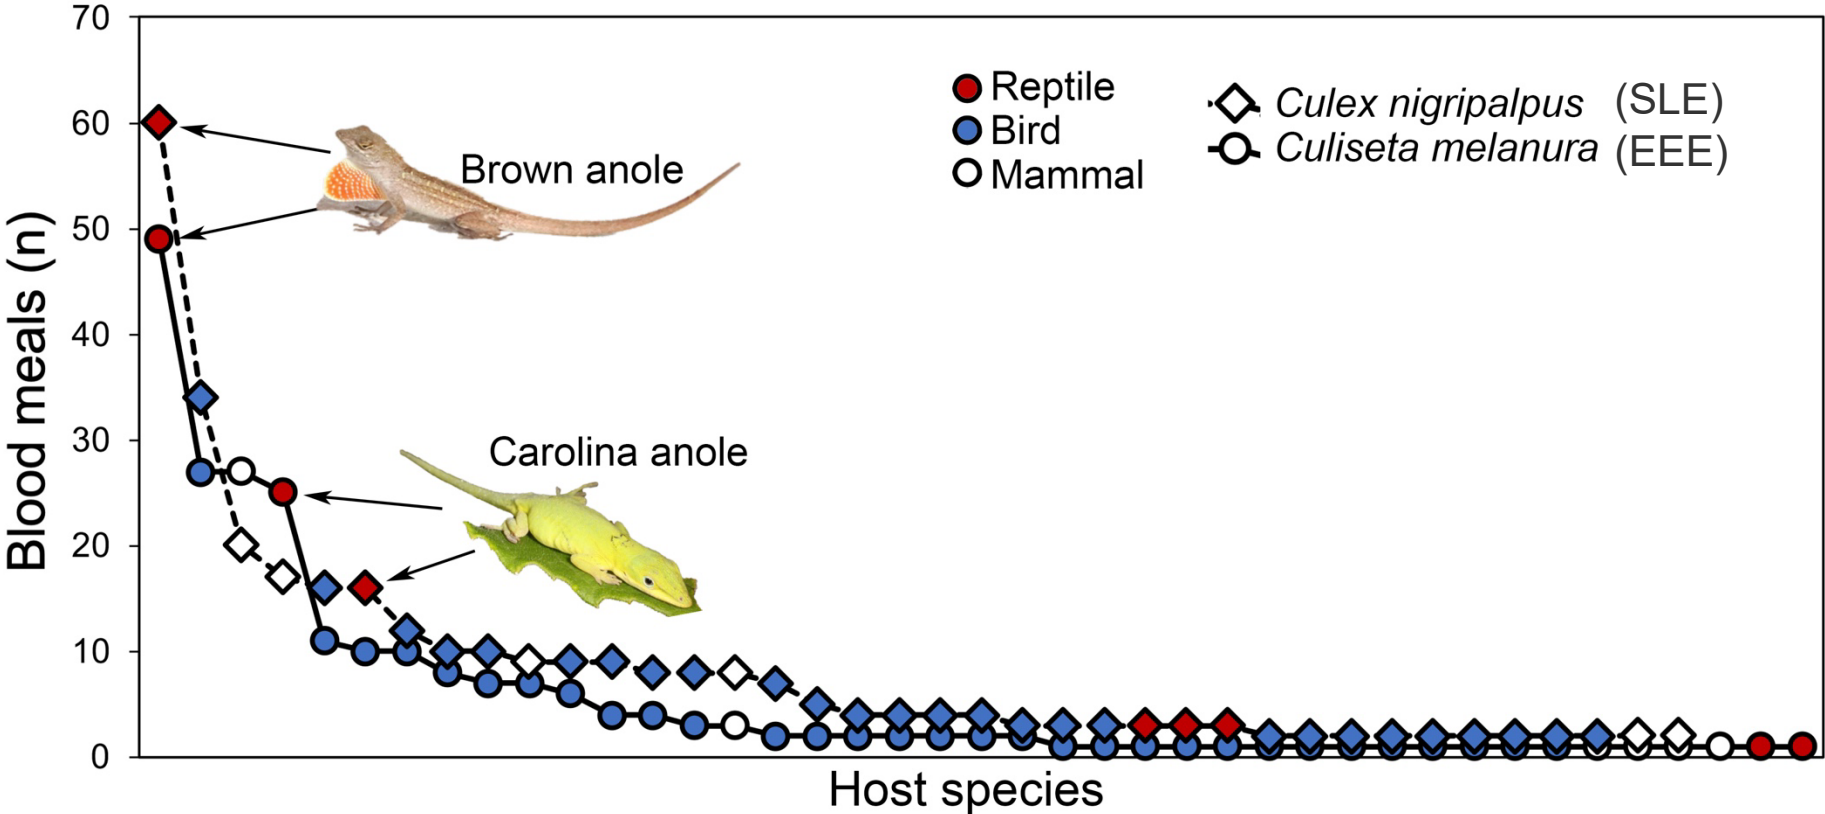 70
60
50
40
30
20
10
0
Blood meals (n)
Host species
Brown anole
Carolina anole
Reptile
Bird
Mammal
Culex nigripalpus (SLE)
Culiseta melanura (EEE)